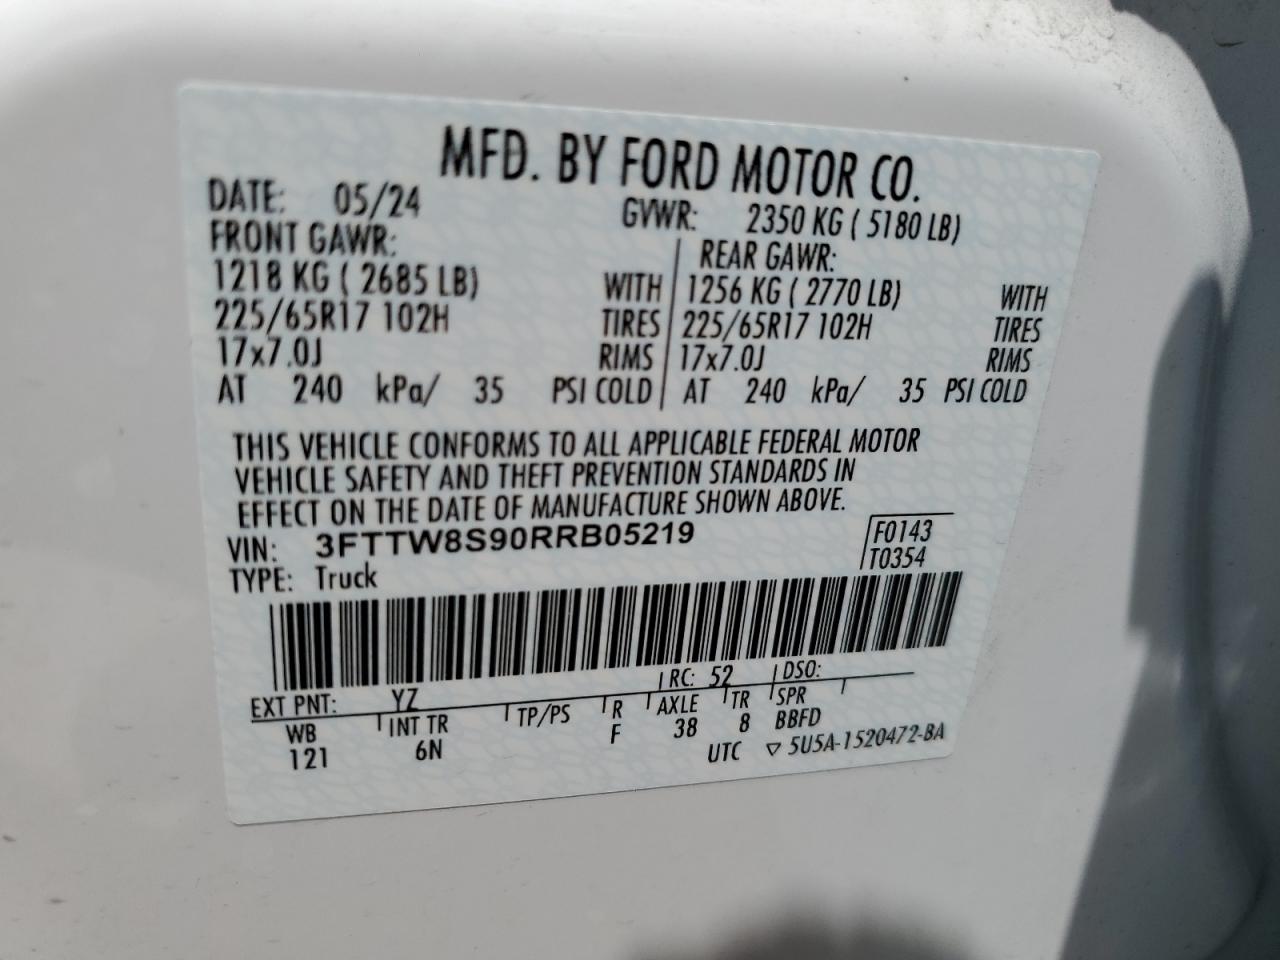 MFD. BY FORD MOTOR CO.
DATE: 05/24 GVWR: 2350 KG ( 5180 LB)
FRONT GAWR: REAR GAWR:
1218 KG ( 2685 LB) WITH 1256 KG ( 2770 LB) WITH
225/65R17 102H TIRES 225/65R17 102H TIRES
17x7.0J RIMS 17x7.0J RIMS
AT 240 kPa/ 35 PSI COLD AT 240 kPa/ 35 PSI COLD
THIS VEHICLE CONFORMS TO ALL APPLICABLE FEDERAL MOTOR
VEHICLE SAFETY AND THEFT PREVENTION STANDARDS IN
EFFECT ON THE DATE OF MANUFACTURE SHOWN ABOVE.
VIN: 3FTTW8S90RRB05219 F0143
TYPE: Truck T0354
EXT PNT: YZ RC: 52 DSO:
WB INT TR TP/PS R AXLE TR SPR
121 6N F 38 8 BBFD
UTC ▽ 5U5A-1520472-BA